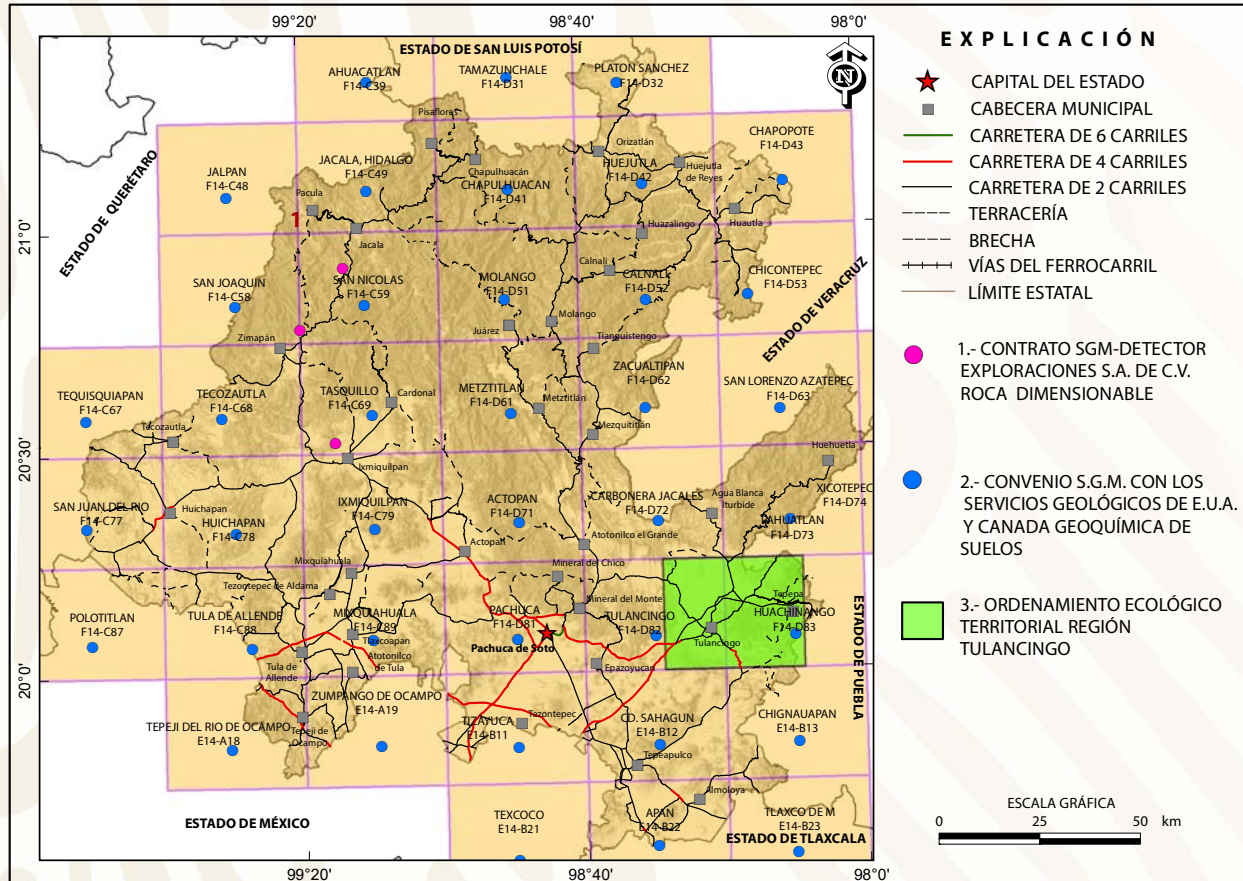 99°20'
98°40'
98°0'
ESTADO DE SAN LUIS POTOSÍ
N
AHUACATLAN
F14-C39
TAMAZUNCHALE
F14-D31
PLATON SANCHEZ
F14-D32
Pisaflores
Orizatlán
CHAPOPOTE
F14-D43
JACALA, HIDALGO
F14-C49
Chapulhuacán
CHAPULHUACAN
F14-D41
HUEJUTLA
F14-D42
Huejutla
de Reyes
JALPAN
F14-C48
Pacula
1
Jacala
Huazalingo
Huautla
ESTADO DE QUERÉTARO
21°0'
SAN JOAQUIN
F14-C58
SAN NICOLAS
F14-C59
MOLANGO
F14-D51
Calnali
CALNALI
F14-D52
CHICONTEPEC
F14-D53
ESTADO DE VERACRUZ
Zimapán
Juárez
Molango
Tianguistengo
ZACUALTIPAN
F14-D62
TEQUISQUIAPAN
F14-C67
TECOZAUTLA
F14-C68
TASQUILLO
F14-C69
Cardonal
METZTITLAN
F14-D61
Metztitlán
SAN LORENZO AZATEPEC
F14-D63
Tecozautla
Mezquititlán
Huehuetla
20°30'
Ixmiquilpan
SAN JUAN DEL RIO
F14-C77
Huichapan
HUICHAPAN
F14-C78
IXMIQUILPAN
F14-C79
ACTOPAN
F14-D71
CARBONERA JACALES
F14-D72
Agua Blanca
Iturbide
XICOTEPEC
F14-D74
PAHUATLAN
F14-D73
Actopan
Atotonilco el Grande
Mixquiahuala
Mineral del Chico
Tezontepec de Aldama
Mineral del Monte
Tepepa
POLOTITLAN
F14-C87
TULA DE ALLENDE
F14-C88
MIXQUIAHUALA
F14-C89
Tlaxcoapan
PACHUCA
F14-D81
Pachuca de Soto
TULANCINGO
F14-D82
Tulancingo
HUACHINANGO
F14-D83
ESTADO DE PUEBLA
Atotonilco
de Tula
Tula de
Allende
Epazoyucan
20°0'
ZUMPANGO DE OCAMPO
E14-A19
TEPEJI DEL RIO DE OCAMPO
E14-A18
Tepeji de
Ocampo
TIZAYUCA
E14-B11
Tezontepec
CD. SAHAGUN
E14-B12
CHIGNAUAPAN
E14-B13
Tepeapulco
Almoloya
ESTADO DE MÉXICO
TEXCOCO
E14-B21
APAN
E14-B22
TLAXCO DE M
E14-B23
ESTADO DE TLAXCALA
99°20'
98°40'
98°0'
EXPLICACIÓN
CAPITAL DEL ESTADO
CABECERA MUNICIPAL
CARRETERA DE 6 CARRILES
CARRETERA DE 4 CARRILES
CARRETERA DE 2 CARRILES
TERRACERÍA
BRECHA
VÍAS DEL FERROCARRIL
LÍMITE ESTATAL
1.- CONTRATO SGM-DETECTOR
EXPLORACIONES S.A. DE C.V.
ROCA DIMENSIONABLE
2.- CONVENIO S.G.M. CON LOS
SERVICIOS GEOLÓGICOS DE E.U.A.
Y CANADA GEOQUÍMICA DE
SUELOS
3.- ORDENAMIENTO ECOLÓGICO
TERRITORIAL REGIÓN
TULANCINGO
ESCALA GRÁFICA
0 25 50 km